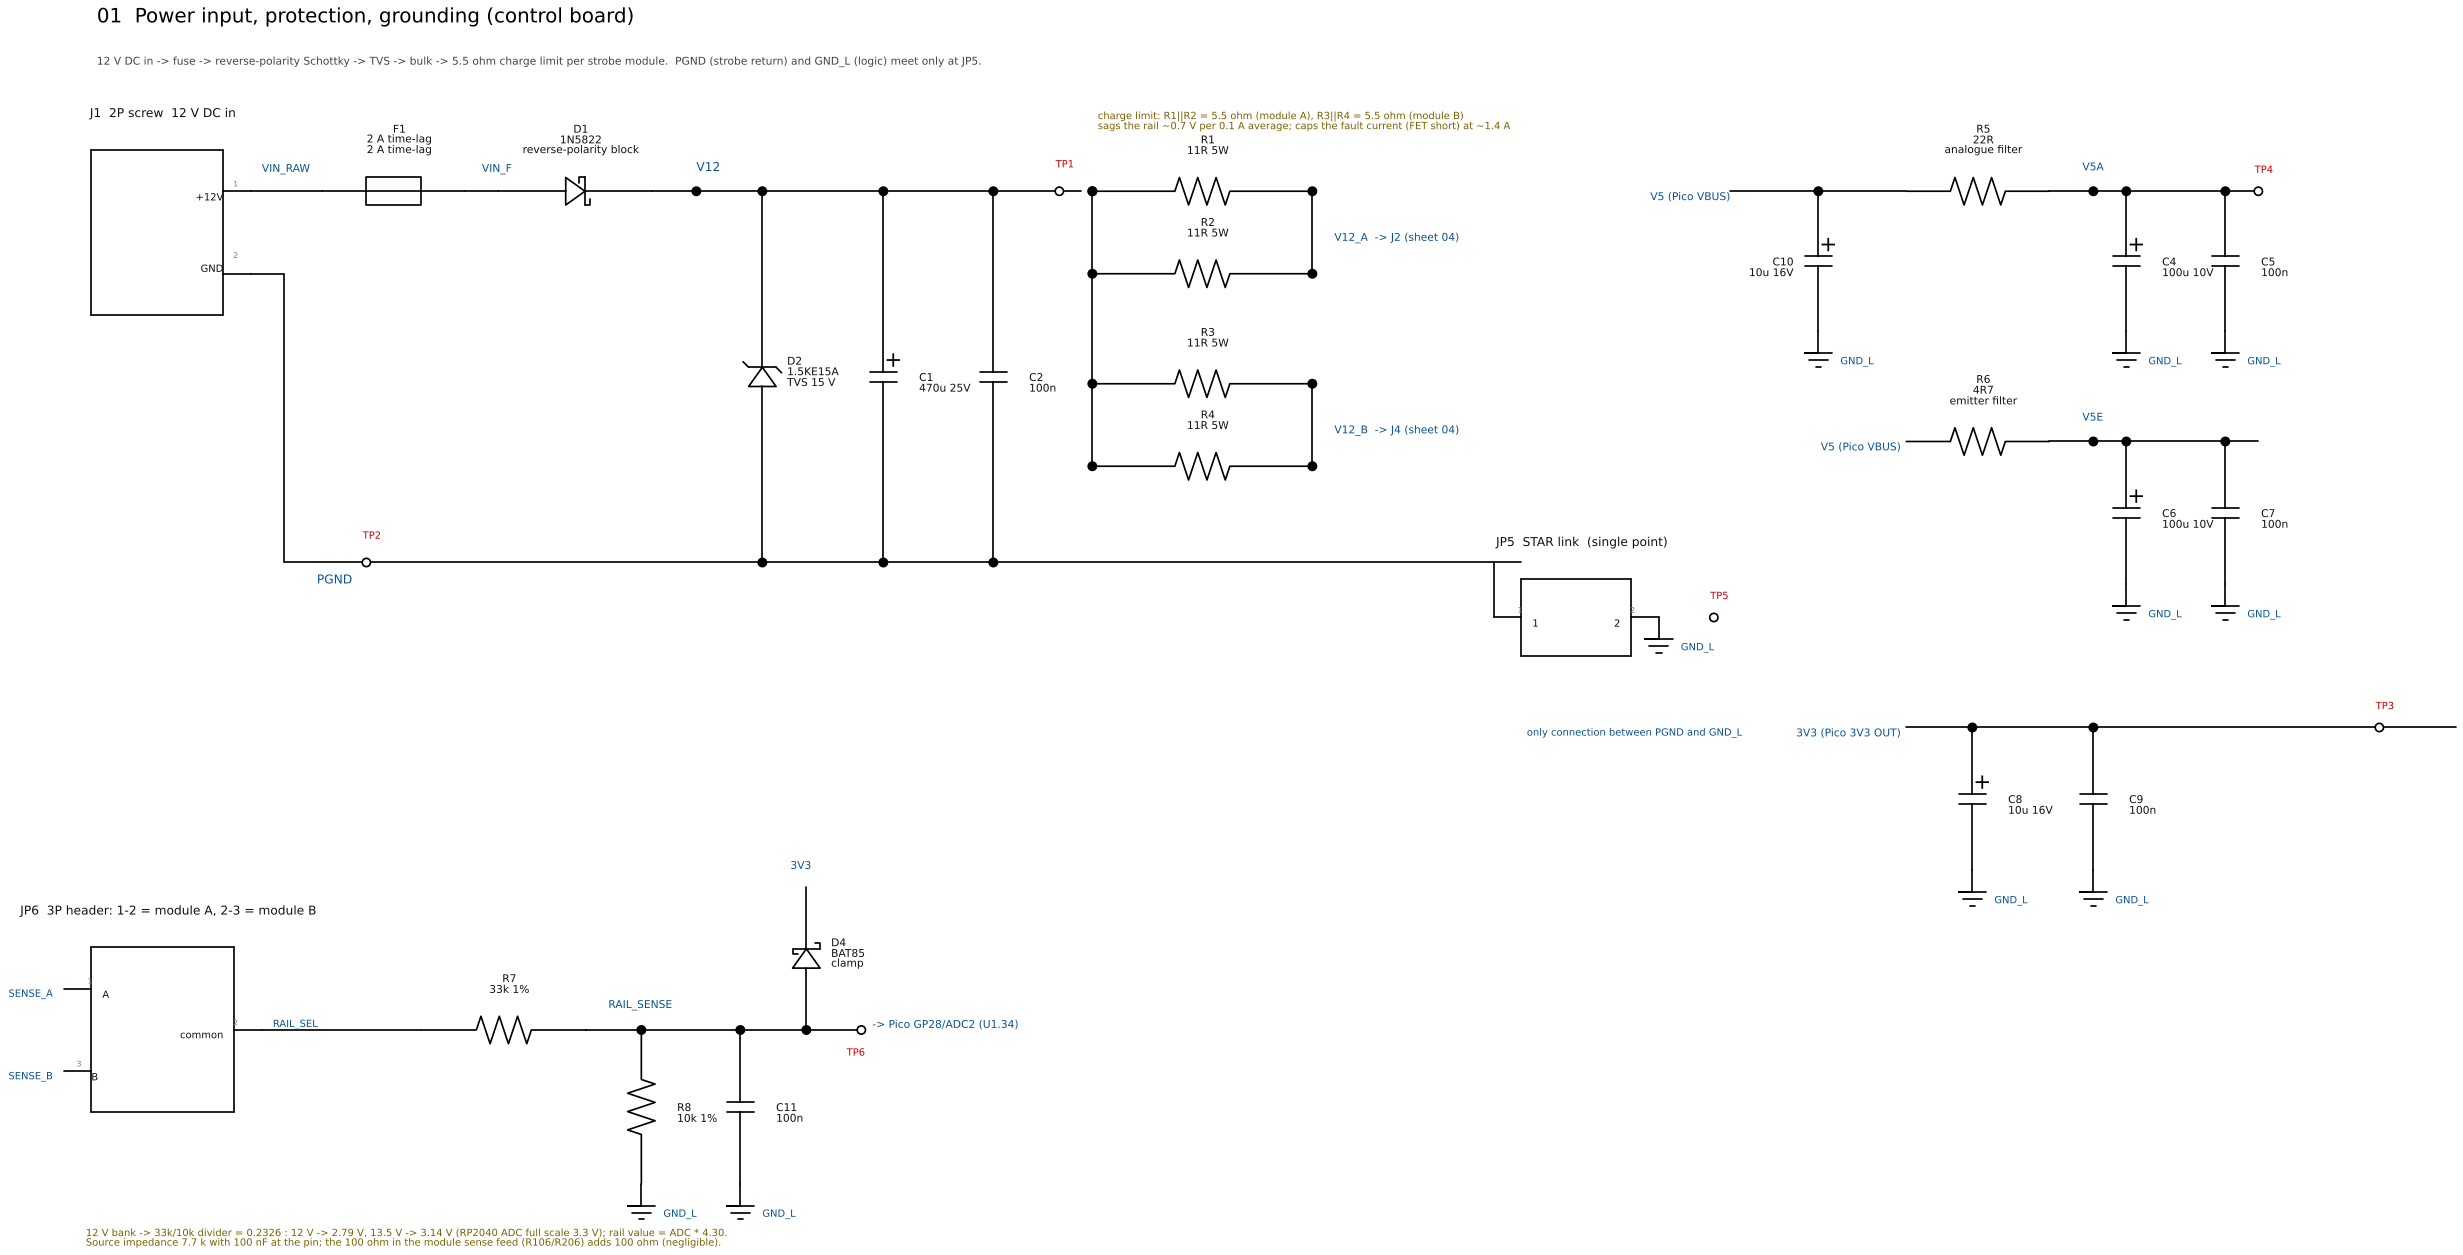 01  Power input, protection, grounding (control board)
12 V DC in -> fuse -> reverse-polarity Schottky -> TVS -> bulk -> 5.5 ohm charge limit per strobe module.  PGND (strobe return) and GND_L (logic) meet only at JP5.
J1  2P screw  12 V DC in
+12V
1
GND
2
VIN_RAW
F1
2 A time-lag
2 A time-lag
VIN_F
D1
1N5822
reverse-polarity block
V12
TP1
charge limit: R1||R2 = 5.5 ohm (module A), R3||R4 = 5.5 ohm (module B)
sags the rail ~0.7 V per 0.1 A average; caps the fault current (FET short) at ~1.4 A
R1
11R 5W
R2
11R 5W
V12_A  -> J2 (sheet 04)
R3
11R 5W
R4
11R 5W
V12_B  -> J4 (sheet 04)
D2
1.5KE15A
TVS 15 V
C1
470u 25V
C2
100n
TP2
PGND
JP5  STAR link  (single point)
1
1
2
2
GND_L
TP5
only connection between PGND and GND_L
V5 (Pico VBUS)
R5
22R
analogue filter
V5A
TP4
C10
10u 16V
GND_L
C4
100u 10V
GND_L
C5
100n
GND_L
V5 (Pico VBUS)
R6
4R7
emitter filter
V5E
C6
100u 10V
GND_L
C7
100n
GND_L
3V3 (Pico 3V3 OUT)
TP3
C8
10u 16V
GND_L
C9
100n
GND_L
JP6  3P header: 1-2 = module A, 2-3 = module B
SENSE_A
A
common
SENSE_B
3
B
RAIL_SEL
R7
33k 1%
RAIL_SENSE
3V3
D4
BAT85
clamp
-> Pico GP28/ADC2 (U1.34)
TP6
R8
10k 1%
GND_L
C11
100n
GND_L
12 V bank -> 33k/10k divider = 0.2326 : 12 V -> 2.79 V, 13.5 V -> 3.14 V (RP2040 ADC full scale 3.3 V); rail value = ADC * 4.30.
Source impedance 7.7 k with 100 nF at the pin; the 100 ohm in the module sense feed (R106/R206) adds 100 ohm (negligible).